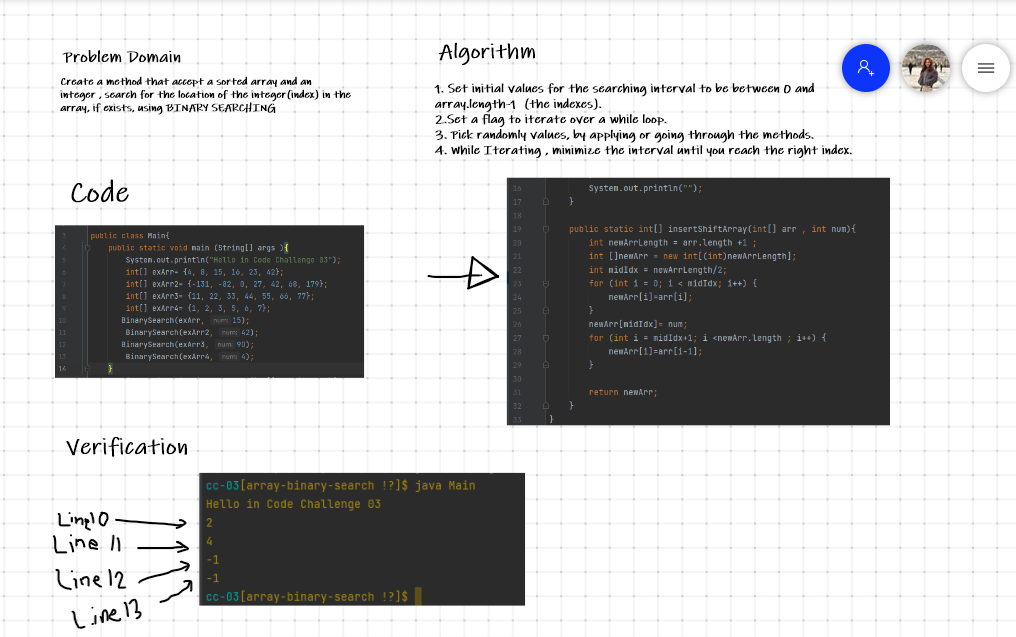 Problem Domain
Create a method that accept a sorted array and an
integer , search for the location of the integer(index) in the
array, if exists, using BINARY SEARCHING
Algorithm
1. Set initial values for the searching interval to be between 0 and
array.length-1 (the indexes).
2.Set a flag to iterate over a while loop.
3. Pick randomly values, by applying or going through the methods.
4. While Iterating , minimize the interval until you reach the right index.
Code
3 public class Main{
4 public static void main (String[] args ){
5 System.out.println("Hello in Code Challenge 03");
6 int[] exArr= {4, 8, 15, 16, 23, 42};
7 int[] exArr2= {-131, -82, 0, 27, 42, 68, 179};
8 int[] exArr3= {11, 22, 33, 44, 55, 66, 77};
9 int[] exArr4= {1, 2, 3, 5, 6, 7};
10 BinarySearch(exArr, num: 15);
11 BinarySearch(exArr2, num: 42);
12 BinarySearch(exArr3, num: 90);
13 BinarySearch(exArr4, num: 4);
14 }
16 System.out.println("");
17 }
18
19 public static int[] insertShiftArray(int[] arr , int num){
20 int newArrLength = arr.length +1 ;
21 int []newArr = new int[(int)newArrLength];
22 int midIdx = newArrLength/2;
23 for (int i = 0; i < midIdx; i++) {
24 newArr[i]=arr[i];
25 }
26 newArr[midIdx]= num;
27 for (int i = midIdx+1; i <newArr.length ; i++) {
28 newArr[i]=arr[i-1];
29 }
30
31 return newArr;
32 }
33 }
Verification
cc-03[array-binary-search !?]$ java Main
Hello in Code Challenge 03
2
4
-1
-1
cc-03[array-binary-search !?]$
Line10
Line 11
Line 12
Line13